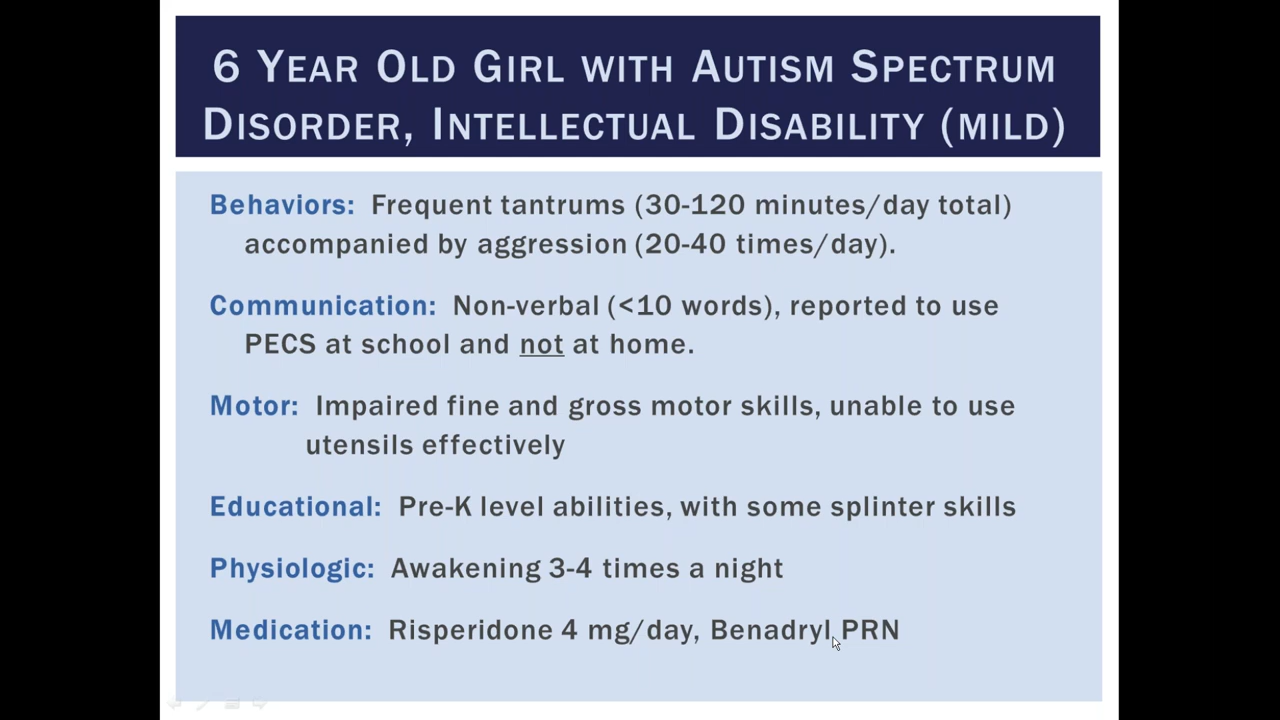 6 Year Old Girl with Autism Spectrum
Disorder, Intellectual Disability (mild)
Behaviors: Frequent tantrums (30-120 minutes/day total)
accompanied by aggression (20-40 times/day).
Communication: Non-verbal (<10 words), reported to use
PECS at school and not at home.
Motor: Impaired fine and gross motor skills, unable to use
utensils effectively
Educational: Pre-K level abilities, with some splinter skills
Physiologic: Awakening 3-4 times a night
Medication: Risperidone 4 mg/day, Benadryl PRN